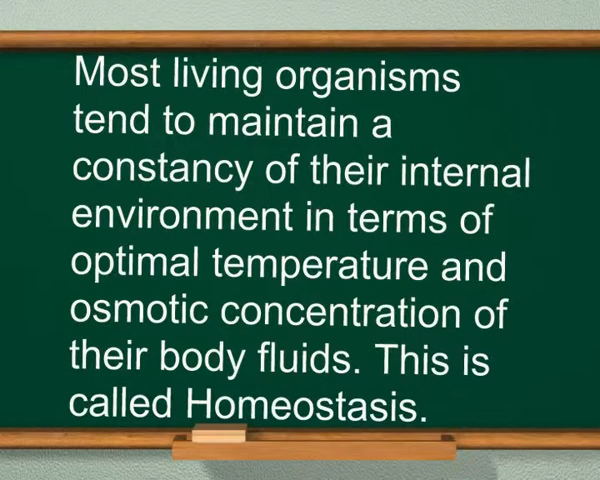 Most living organisms
tend to maintain a
constancy of their internal
environment in terms of
optimal temperature and
osmotic concentration of
their body fluids. This is
called Homeostasis.